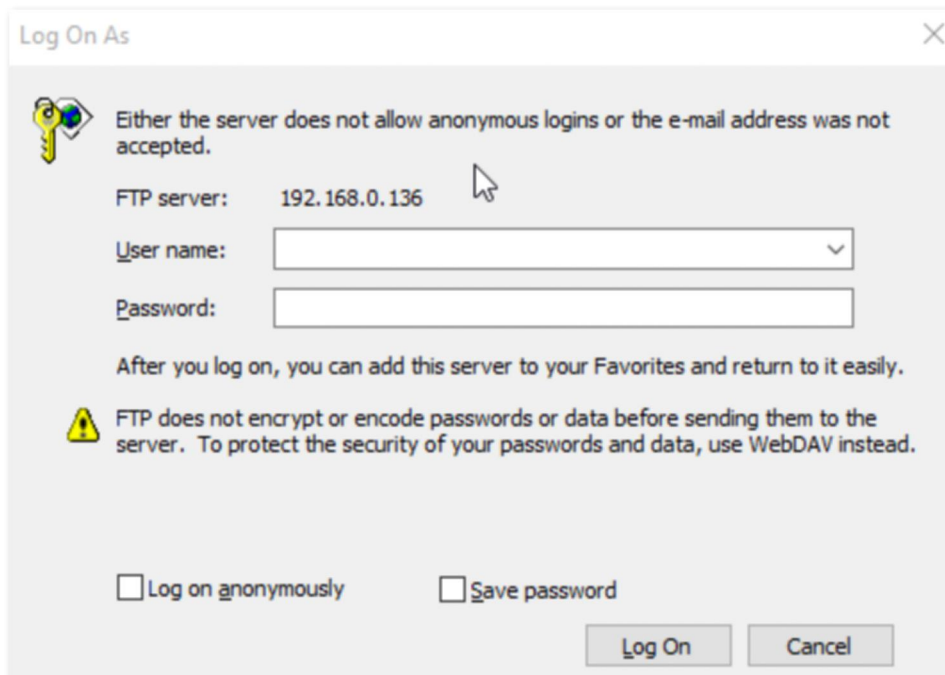 Log On As
Either the server does not allow anonymous logins or the e-mail address was not
accepted.
FTP server: 192.168.0.136
User name:
Password:
After you log on, you can add this server to your Favorites and return to it easily.
FTP does not encrypt or encode passwords or data before sending them to the
server. To protect the security of your passwords and data, use WebDAV instead.
Log on anonymously Save password
Log On Cancel